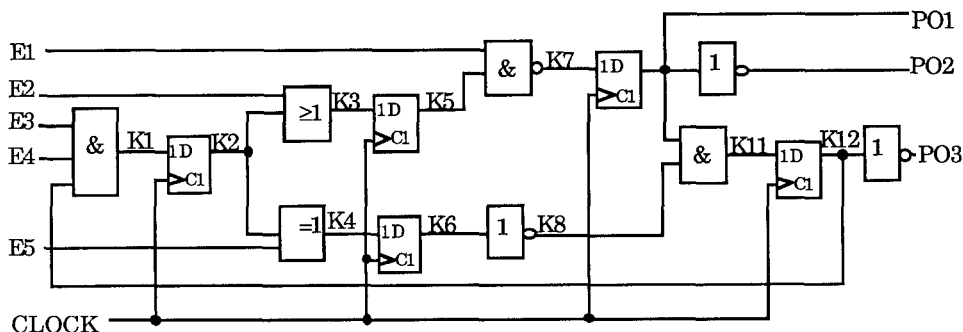 PO1
E1
&
K7
1D
C1
1
PO2
E2
≥1
K3
1D
C1
K5
E3
E4
&
K1
1D
C1
K2
&
K11
1D
C1
K12
1
PO3
E5
=1
K4
1D
C1
K6
1
K8
CLOCK